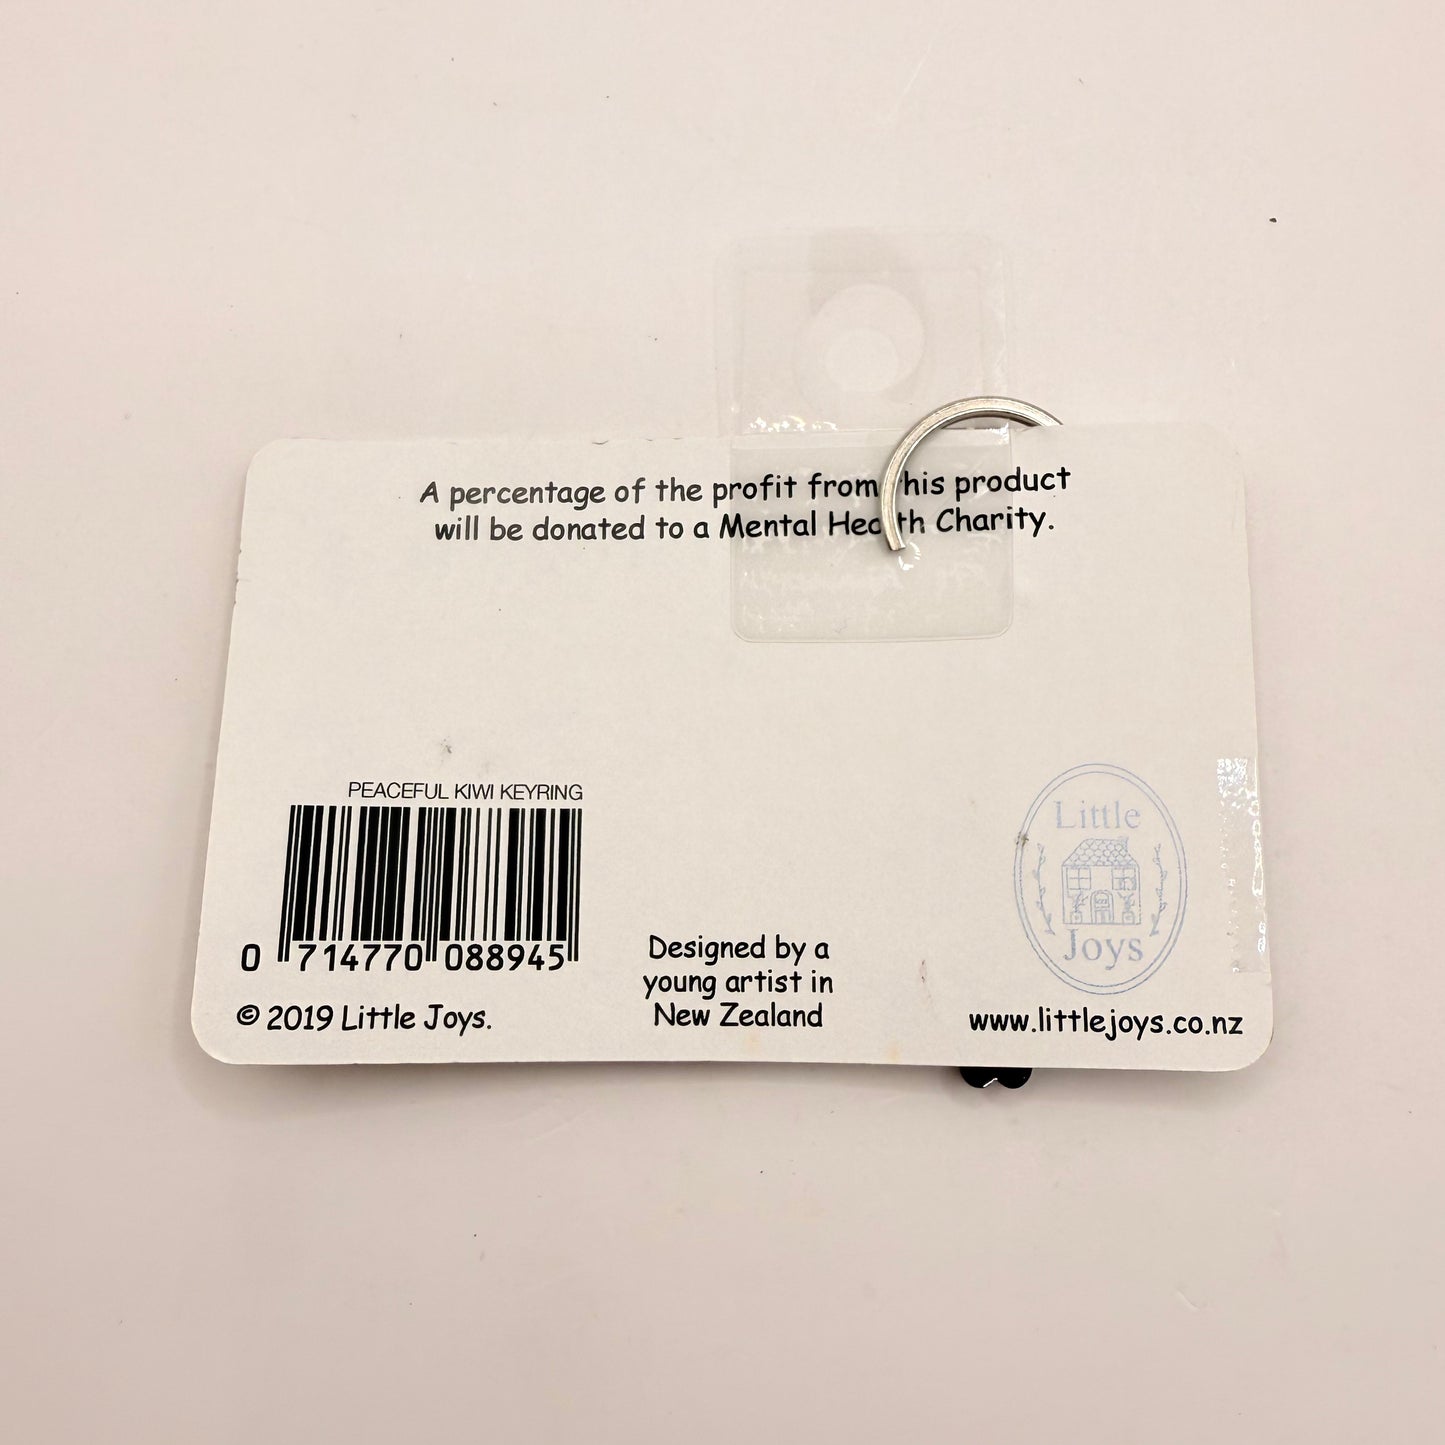 A percentage of the profit from this product
will be donated to a Mental Health Charity.
PEACEFUL KIWI KEYRING
0 714770 088945
© 2019 Little Joys.
Designed by a
young artist in
New Zealand
Little
Joys
www.littlejoys.co.nz